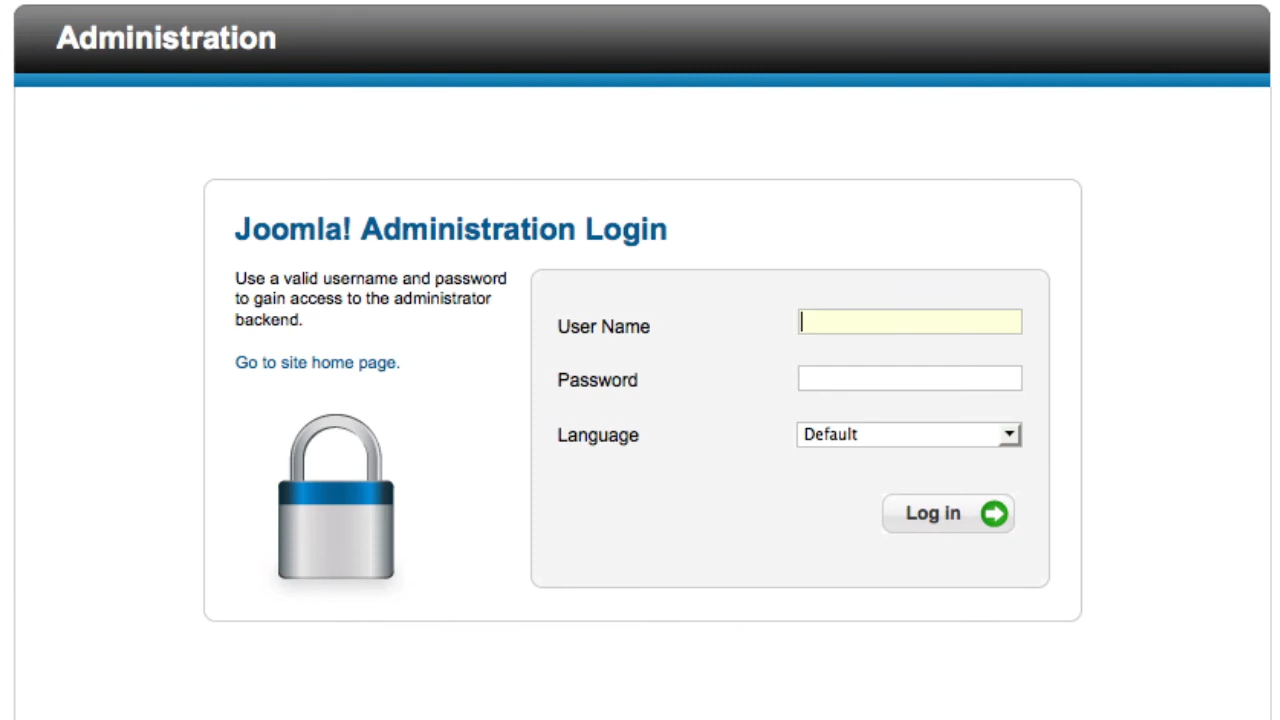 Administration
Joomla! Administration Login
Use a valid username and password
to gain access to the administrator
backend.
Go to site home page.
User Name
Password
Language
Default
Log in